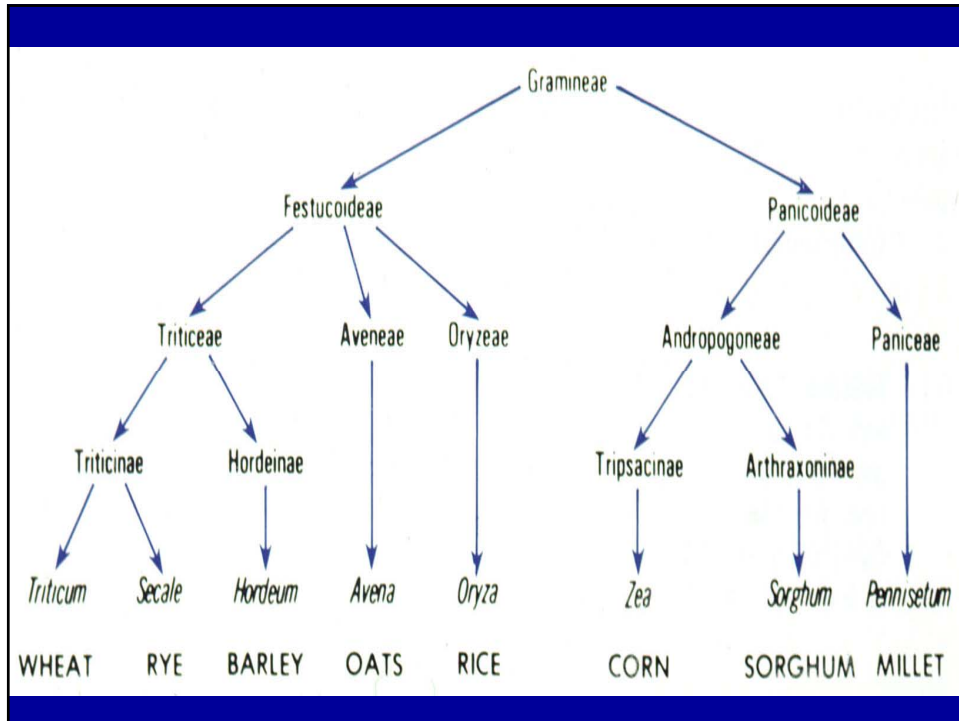 Gramineae
Festucoideae Panicoideae
Triticeae Aveneae Oryzeae Andropogoneae Paniceae
Triticinae Hordeinae Tripsacinae Arthraxoninae
Triticum Secale Hordeum Avena Oryza Zea Sorghum Pennisetum
WHEAT RYE BARLEY OATS RICE CORN SORGHUM MILLET